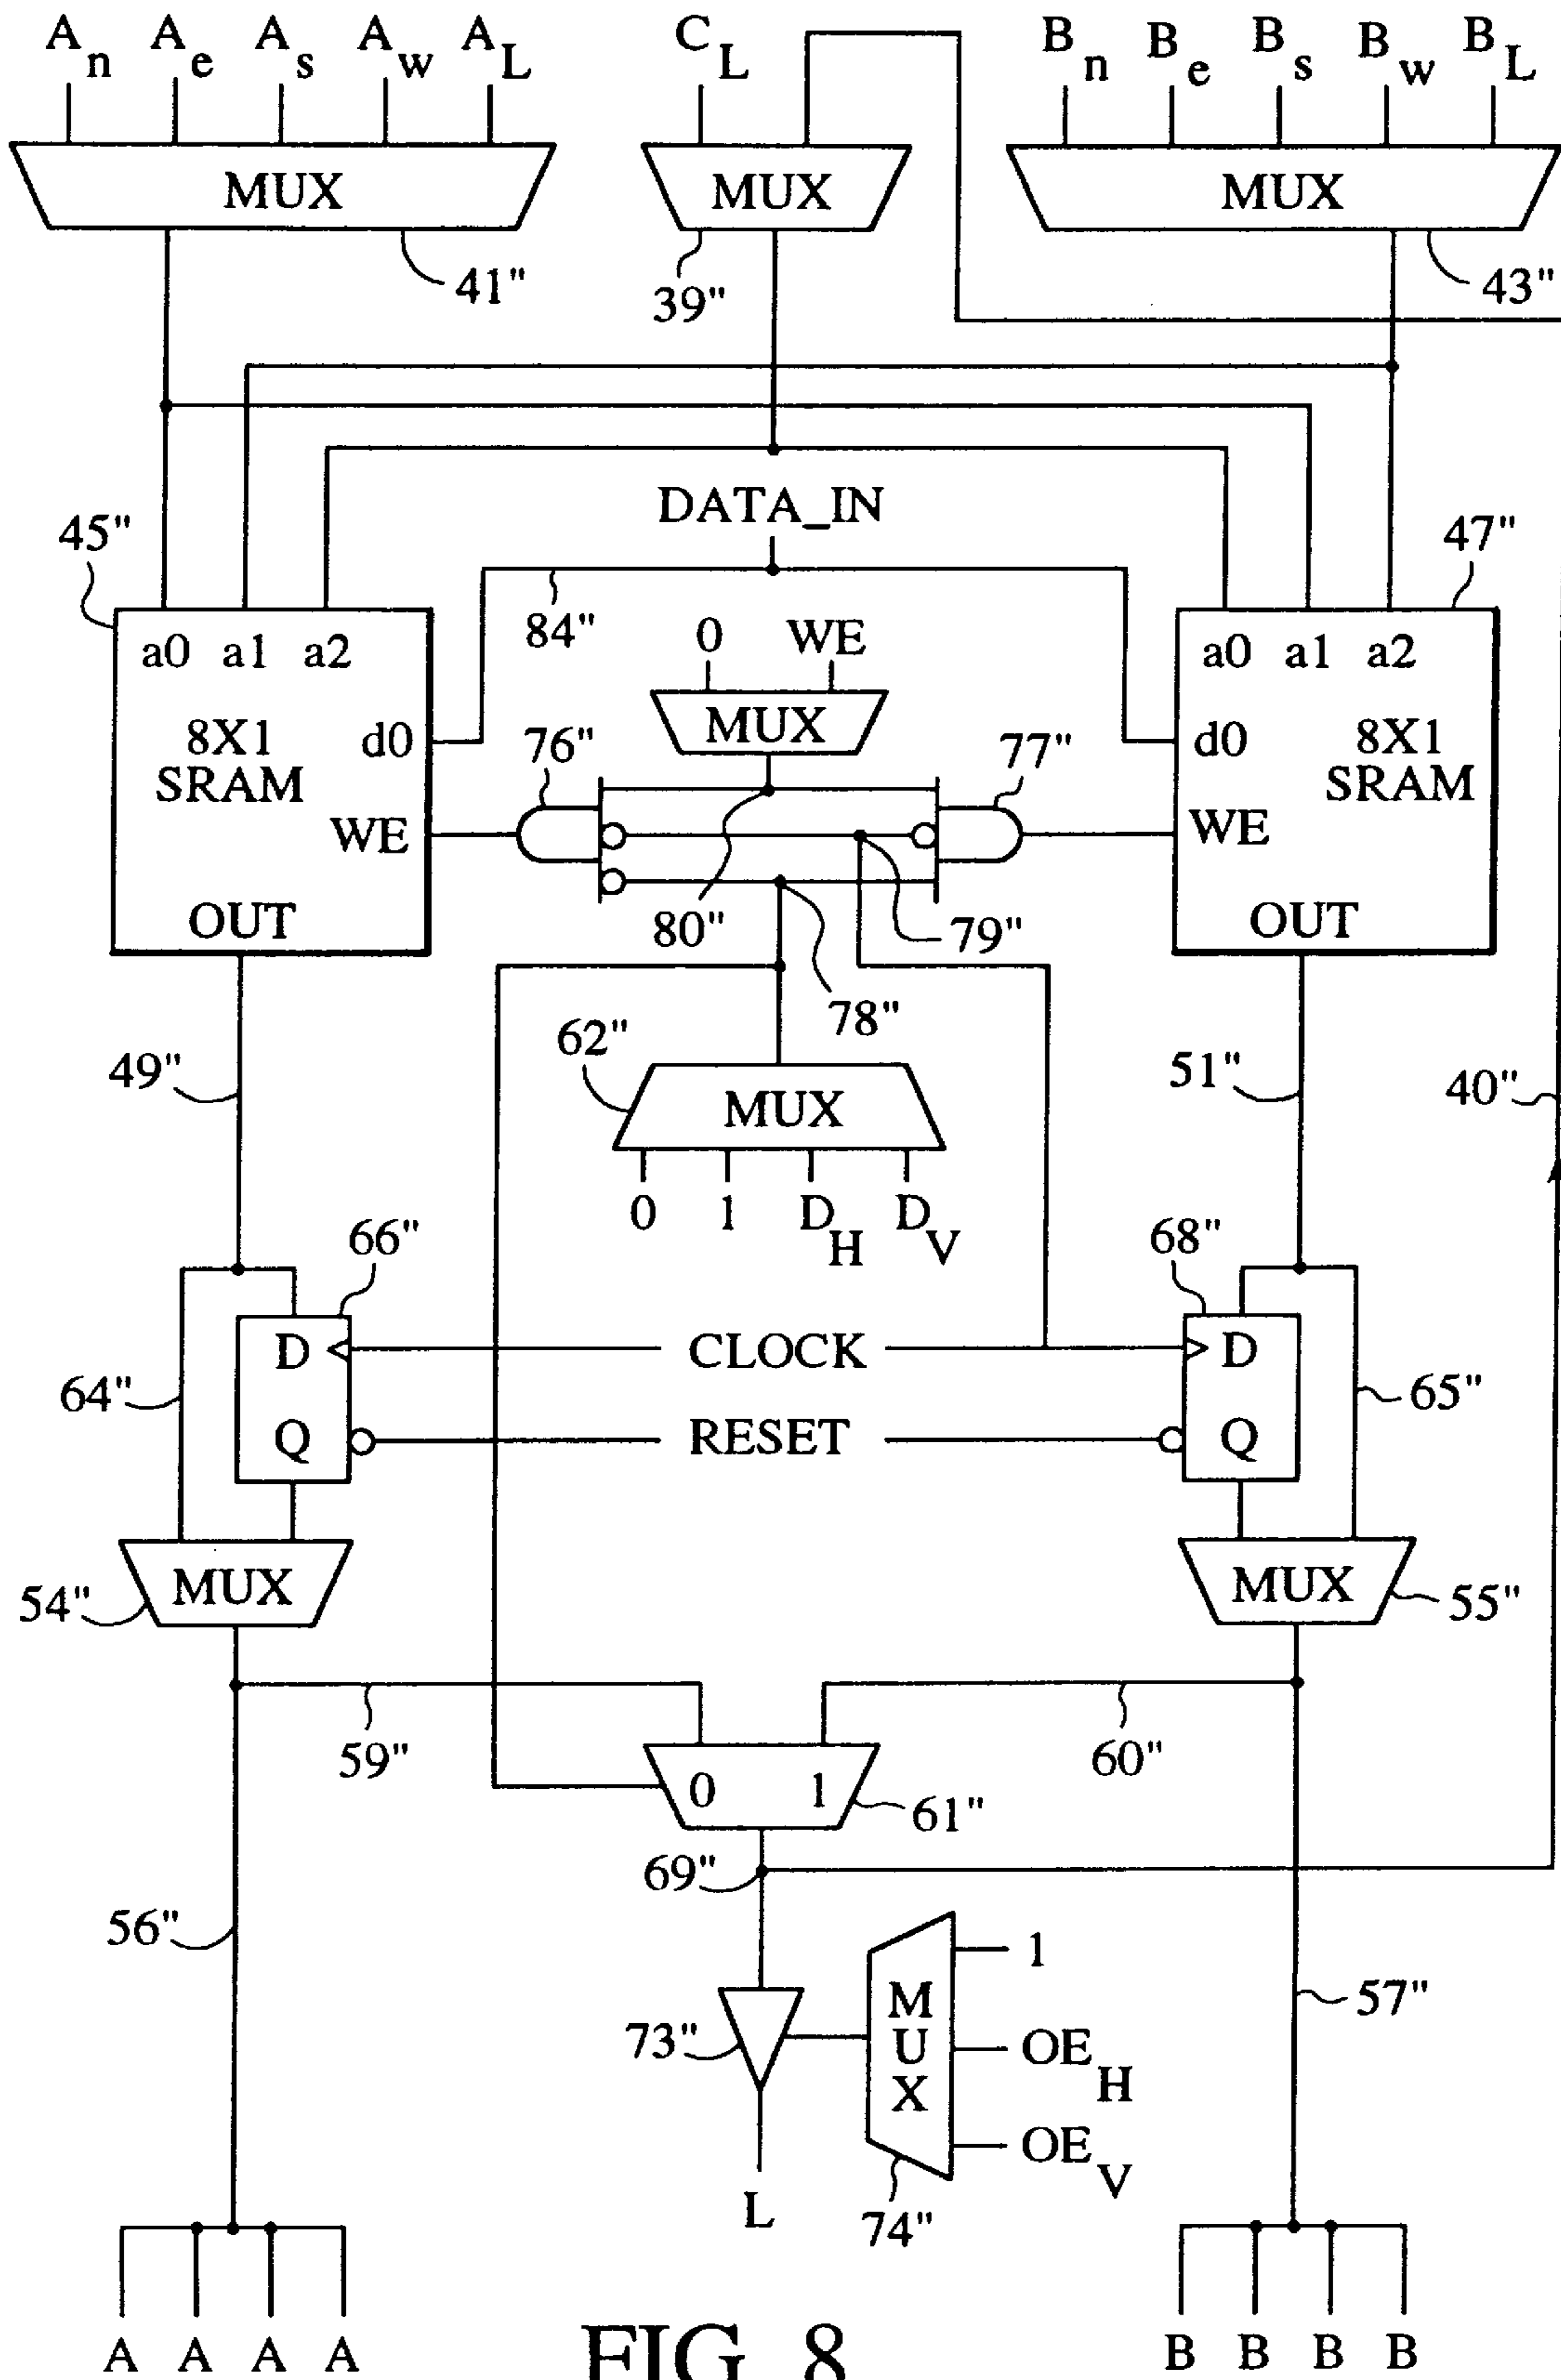 An Ae As Aw AL CL Bn Be Bs Bw BL
MUX MUX MUX
41" 39" 43"
DATA_IN
45" 47"
84"
a0 a1 a2 0 WE a0 a1 a2
MUX
8X1 SRAM d0 76" 77" d0 8X1 SRAM
WE WE
80" 79"
OUT OUT
78"
62"
49" 51" 40"
MUX
0 1 DH DV
66" 68"
D CLOCK D
64" 65"
Q RESET Q
MUX MUX
54" 55"
59" 60"
0 1
61"
69"
56"
1
MUX
57"
73" OEH
OEV
L 74"
A A A A B B B B
FIG. 8